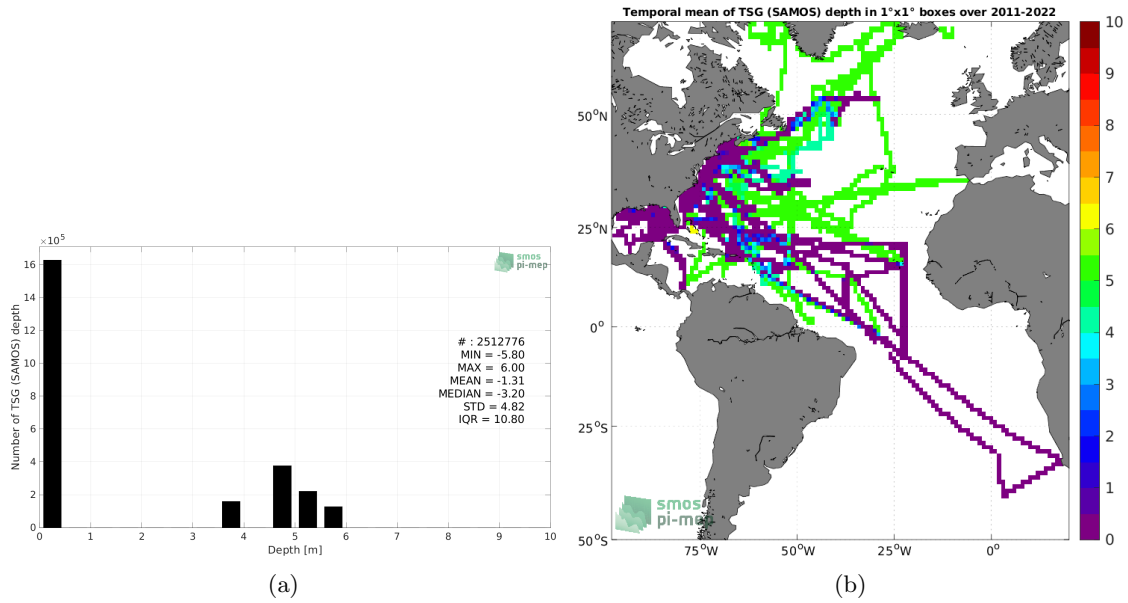 Temporal mean of TSG (SAMOS) depth in 1°x1° boxes over 2011-2022
×10⁵
16
14
12
10
8
6
4
2
0
Number of TSG (SAMOS) depth
0 1 2 3 4 5 6 7 8 9 10
Depth [m]
smos
pi-mep
# : 2512776
MIN = -5.80
MAX = 6.00
MEAN = -1.31
MEDIAN = -3.20
STD = 4.82
IQR = 10.80
(a)
50°N
25°N
0°
25°S
50°S
75°W 50°W 25°W 0°
smos
pi-mep
10
9
8
7
6
5
4
3
2
1
0
(b)